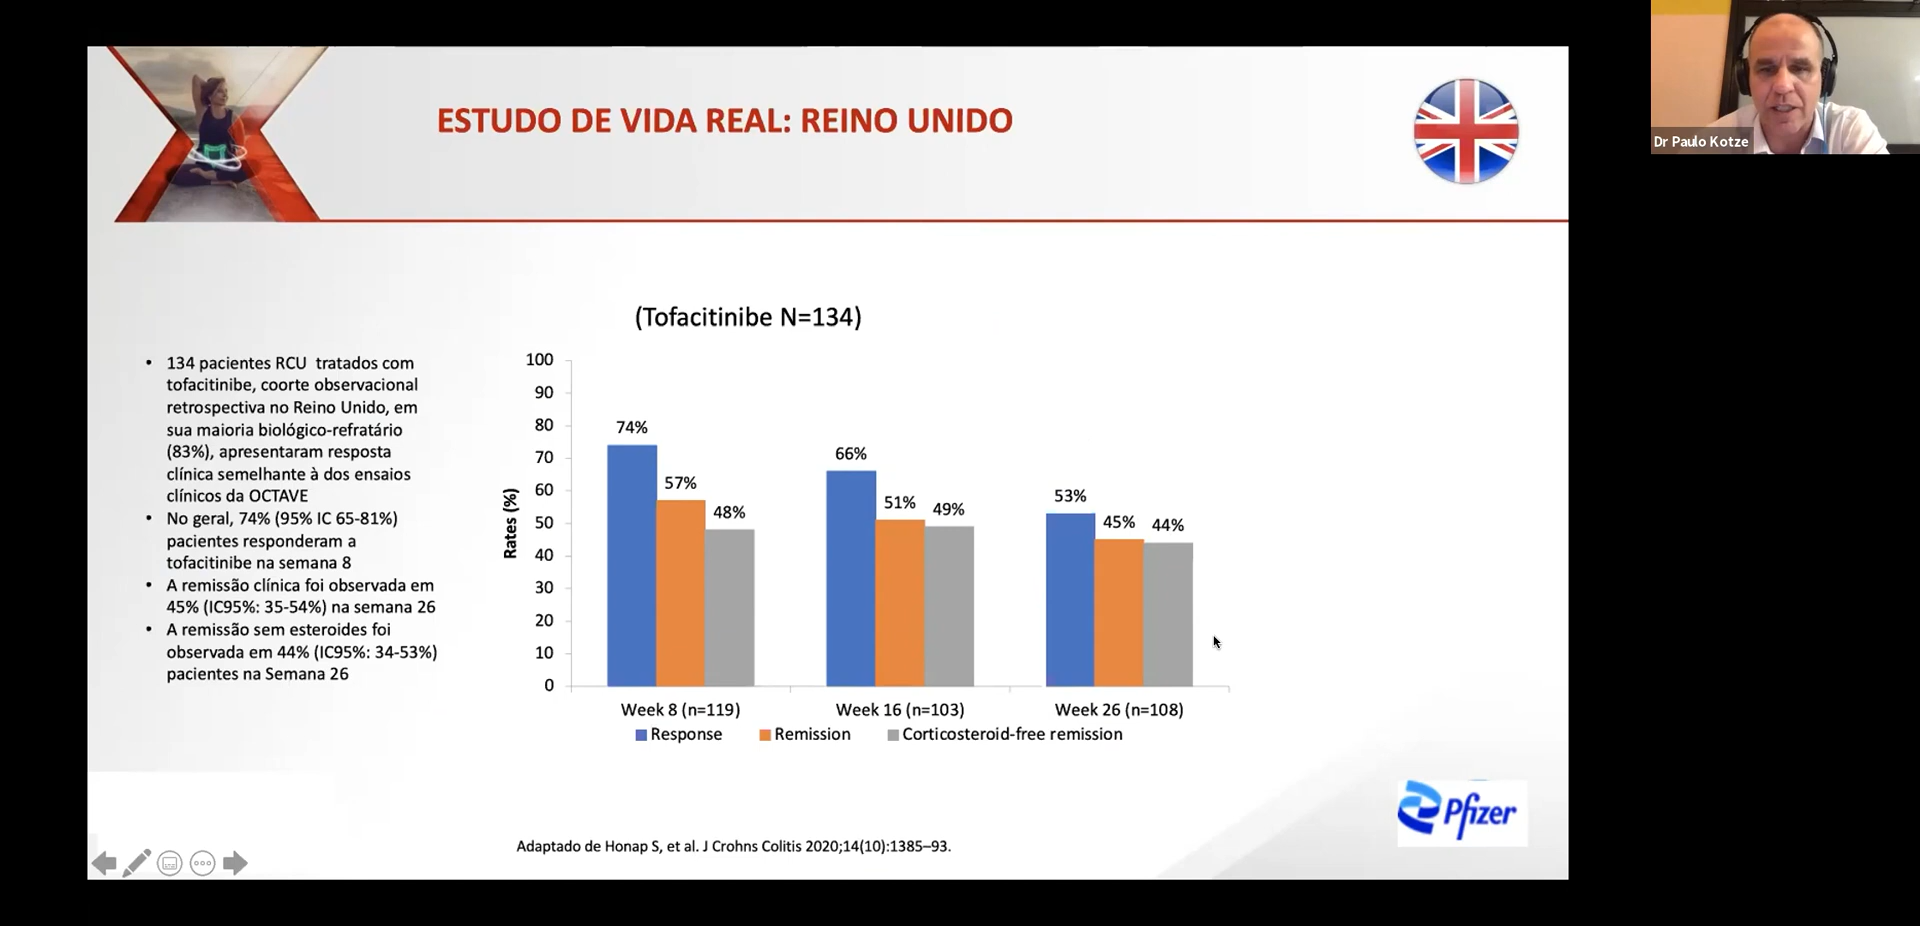 Dr Paulo Kotze
ESTUDO DE VIDA REAL: REINO UNIDO
• 134 pacientes RCU tratados com
tofacitinibe, coorte observacional
retrospectiva no Reino Unido, em
sua maioria biológico-refratário
(83%), apresentaram resposta
clínica semelhante à dos ensaios
clínicos da OCTAVE
• No geral, 74% (95% IC 65-81%)
pacientes responderam a
tofacitinibe na semana 8
• A remissão clínica foi observada em
45% (IC95%: 35-54%) na semana 26
• A remissão sem esteroides foi
observada em 44% (IC95%: 34-53%)
pacientes na Semana 26
(Tofacitinibe N=134)
Rates (%)
100
90
80
70
60
50
40
30
20
10
0
74%
57%
48%
66%
51%
49%
53%
45%
44%
Week 8 (n=119)
Week 16 (n=103)
Week 26 (n=108)
Response
Remission
Corticosteroid-free remission
Pfizer
Adaptado de Honap S, et al. J Crohns Colitis 2020;14(10):1385–93.